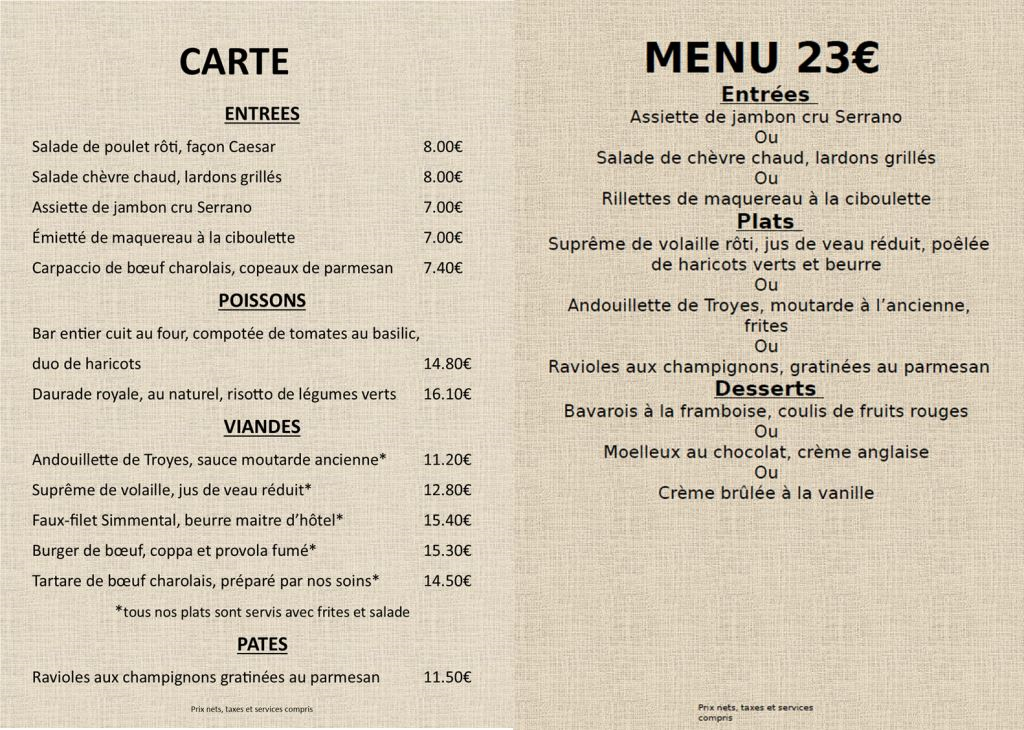 CARTE
ENTREES
Salade de poulet rôti, façon Caesar 8.00€
Salade chèvre chaud, lardons grillés 8.00€
Assiette de jambon cru Serrano 7.00€
Émietté de maquereau à la ciboulette 7.00€
Carpaccio de bœuf charolais, copeaux de parmesan 7.40€
POISSONS
Bar entier cuit au four, compotée de tomates au basilic,
duo de haricots 14.80€
Daurade royale, au naturel, risotto de légumes verts 16.10€
VIANDES
Andouillette de Troyes, sauce moutarde ancienne* 11.20€
Suprême de volaille, jus de veau réduit* 12.80€
Faux-filet Simmental, beurre maitre d’hôtel* 15.40€
Burger de bœuf, coppa et provola fumé* 15.30€
Tartare de bœuf charolais, préparé par nos soins* 14.50€
*tous nos plats sont servis avec frites et salade
PATES
Ravioles aux champignons gratinées au parmesan 11.50€
Prix nets, taxes et services compris
MENU 23€
Entrées
Assiette de jambon cru Serrano
Ou
Salade de chèvre chaud, lardons grillés
Ou
Rillettes de maquereau à la ciboulette
Plats
Suprême de volaille rôti, jus de veau réduit, poêlée
de haricots verts et beurre
Ou
Andouillette de Troyes, moutarde à l’ancienne,
frites
Ou
Ravioles aux champignons, gratinées au parmesan
Desserts
Bavarois à la framboise, coulis de fruits rouges
Ou
Moelleux au chocolat, crème anglaise
Ou
Crème brûlée à la vanille
Prix nets, taxes et services
compris